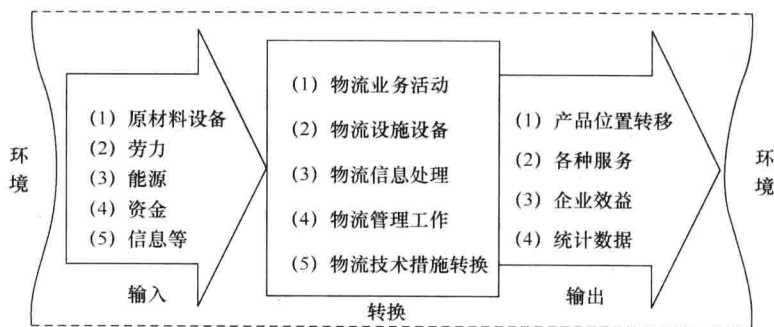 环境
(1) 原材料设备
(2) 劳力
(3) 能源
(4) 资金
(5) 信息等
输入
(1) 物流业务活动
(2) 物流设施设备
(3) 物流信息处理
(4) 物流管理工作
(5) 物流技术措施转换
转换
(1) 产品位置转移
(2) 各种服务
(3) 企业效益
(4) 统计数据
输出
环境